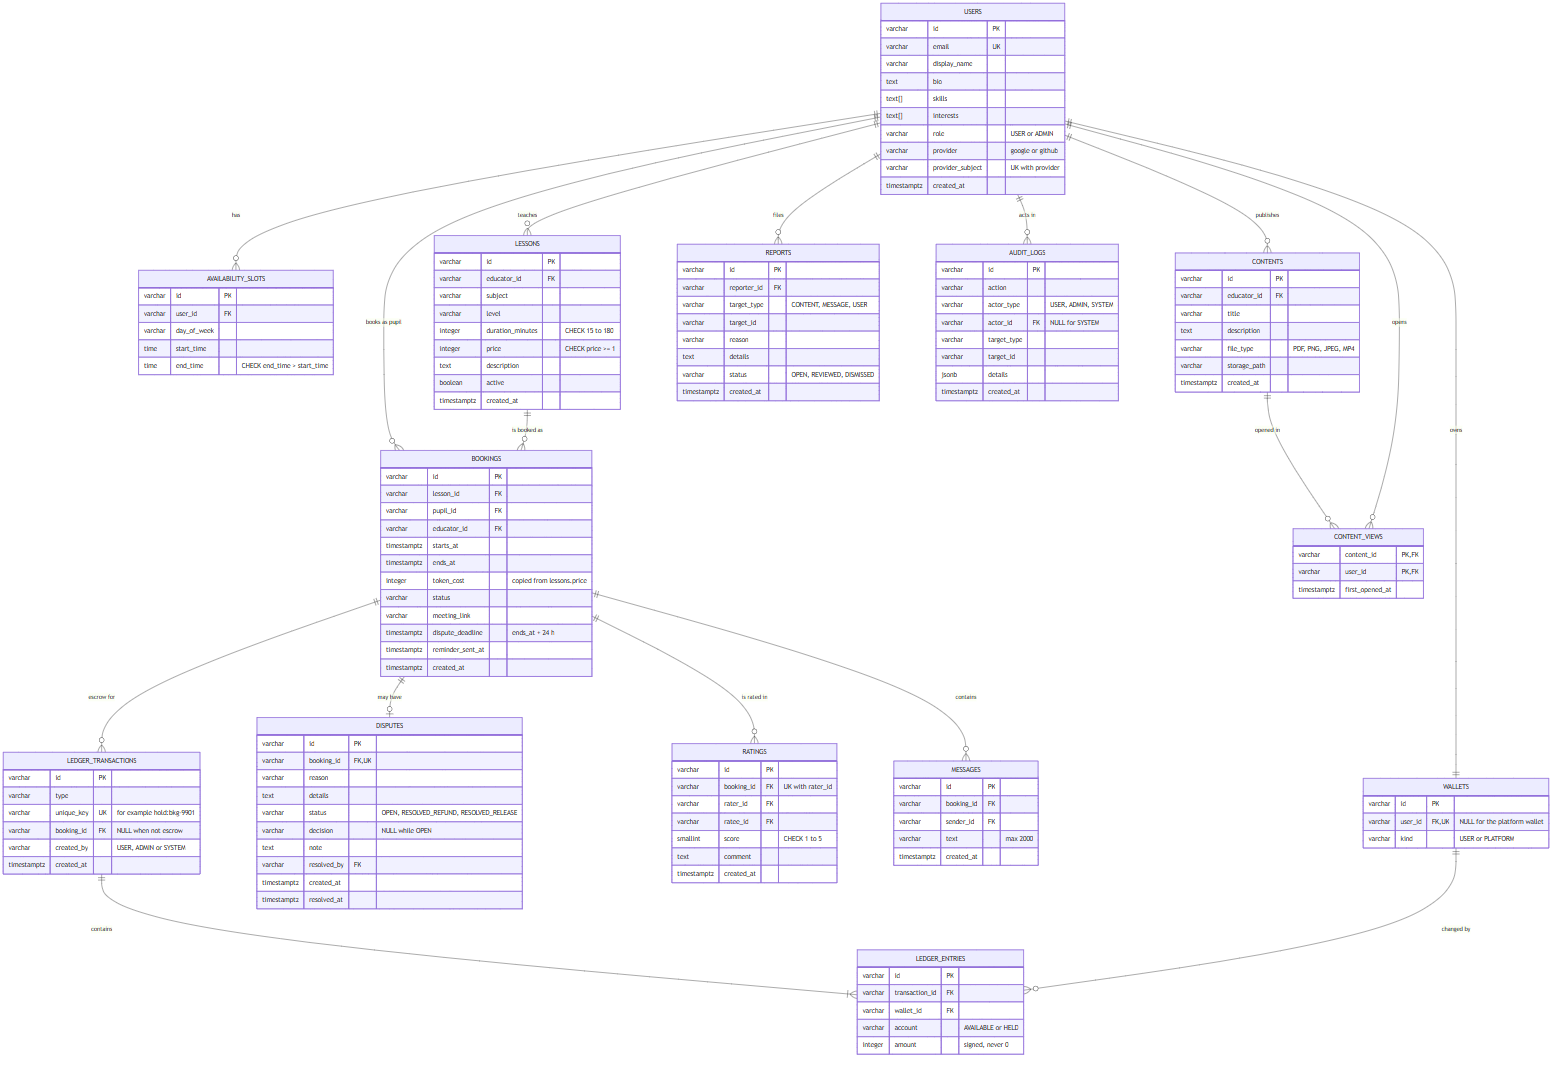 USERS
varchar id PK
varchar email UK
varchar display_name
text bio
text[] skills
text[] interests
varchar role USER or ADMIN
varchar provider google or github
varchar provider_subject UK with provider
timestamptz created_at
has
teaches
files
acts in
publishes
LESSONS
varchar id PK
varchar educator_id FK
varchar subject
varchar level
integer duration_minutes CHECK 15 to 180
integer price CHECK price >= 1
text description
boolean active
timestamptz created_at
REPORTS
varchar id PK
varchar reporter_id FK
varchar target_type CONTENT, MESSAGE, USER
varchar target_id
varchar reason
text details
varchar status OPEN, REVIEWED, DISMISSED
timestamptz created_at
AUDIT_LOGS
varchar id PK
varchar action
varchar actor_type USER, ADMIN, SYSTEM
varchar actor_id FK NULL for SYSTEM
varchar target_type
varchar target_id
jsonb details
timestamptz created_at
CONTENTS
varchar id PK
varchar educator_id FK
varchar title
text description
varchar file_type PDF, PNG, JPEG, MP4
varchar storage_path
timestamptz created_at
AVAILABILITY_SLOTS
varchar id PK
varchar user_id FK
varchar day_of_week
time start_time
time end_time CHECK end_time > start_time
books as pupil
opens
is booked as
opened in
owns
BOOKINGS
varchar id PK
varchar lesson_id FK
varchar pupil_id FK
varchar educator_id FK
timestamptz starts_at
timestamptz ends_at
integer token_cost copied from lessons.price
varchar status
varchar meeting_link
timestamptz dispute_deadline ends_at + 24 h
timestamptz reminder_sent_at
timestamptz created_at
CONTENT_VIEWS
varchar content_id PK,FK
varchar user_id PK,FK
timestamptz first_opened_at
escrow for
may have
is rated in
contains
DISPUTES
varchar id PK
varchar booking_id FK,UK
varchar reason
text details
varchar status OPEN, RESOLVED_REFUND, RESOLVED_RELEASE
varchar decision NULL while OPEN
text note
varchar resolved_by FK
timestamptz created_at
timestamptz resolved_at
RATINGS
varchar id PK
varchar booking_id FK UK with rater_id
varchar rater_id FK
varchar ratee_id FK
smallint score CHECK 1 to 5
text comment
timestamptz created_at
LEDGER_TRANSACTIONS
varchar id PK
varchar type
varchar unique_key UK for example hold:bkg-9901
varchar booking_id FK NULL when not escrow
varchar created_by USER, ADMIN or SYSTEM
timestamptz created_at
MESSAGES
varchar id PK
varchar booking_id FK
varchar sender_id FK
varchar text max 2000
timestamptz created_at
WALLETS
varchar id PK
varchar user_id FK,UK NULL for the platform wallet
varchar kind USER or PLATFORM
contains
changed by
LEDGER_ENTRIES
varchar id PK
varchar transaction_id FK
varchar wallet_id FK
varchar account AVAILABLE or HELD
integer amount signed, never 0